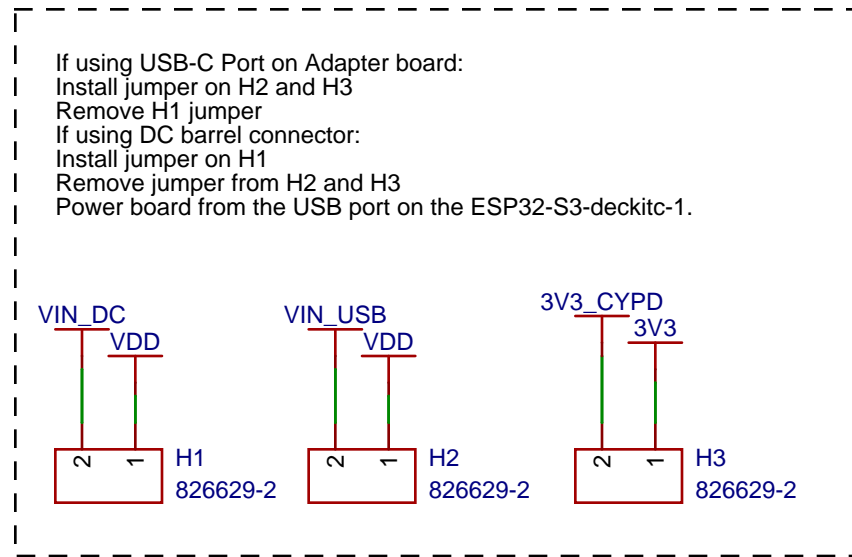 If using USB-C Port on Adapter board:
Install jumper on H2 and H3
Remove H1 jumper
If using DC barrel connector:
Install jumper on H1
Remove jumper from H2 and H3
Power board from the USB port on the ESP32-S3-deckitc-1.
VIN_DC
VDD
2
1
H1
826629-2
VIN_USB
VDD
2
1
H2
826629-2
3V3_CYPD
3V3
2
1
H3
826629-2